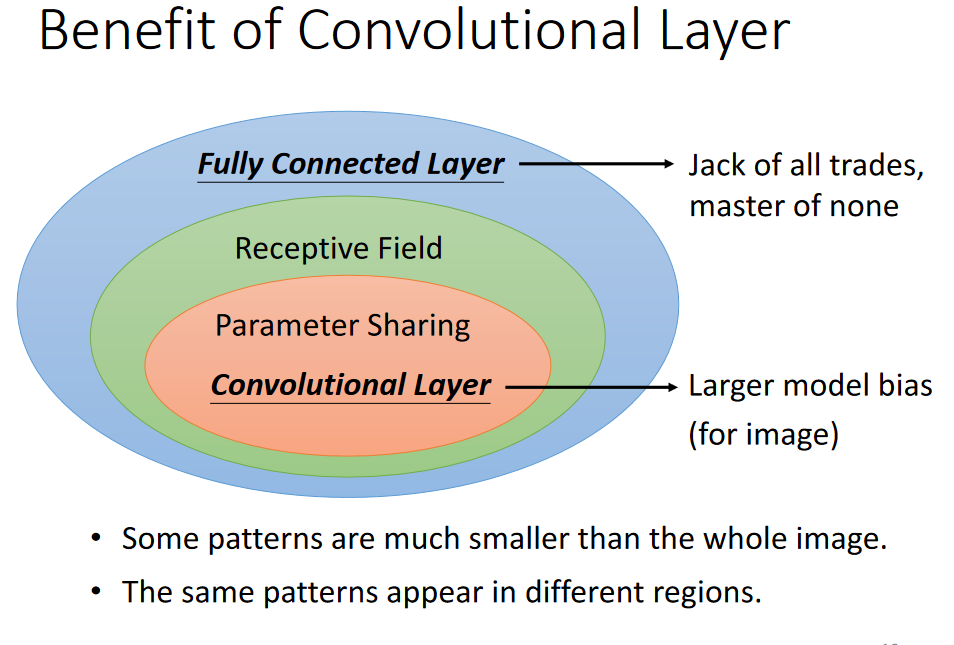 Benefit of Convolutional Layer
Fully Connected Layer
Jack of all trades,
master of none
Receptive Field
Parameter Sharing
Convolutional Layer
Larger model bias
(for image)
• Some patterns are much smaller than the whole image.
• The same patterns appear in different regions.